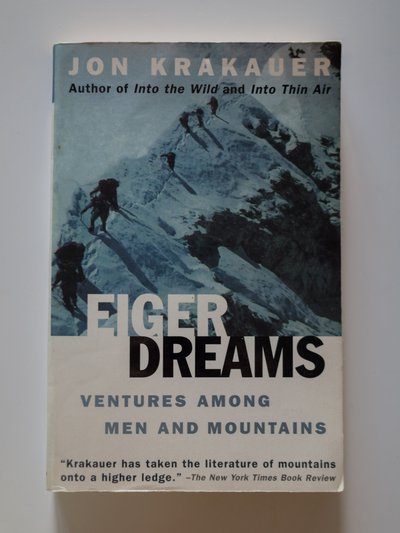 JON KRAKAUER
Author of Into the Wild and Into Thin Air
EIGER
DREAMS
VENTURES AMONG
MEN AND MOUNTAINS
“Krakauer has taken the literature of mountains
onto a higher ledge.” –The New York Times Book Review